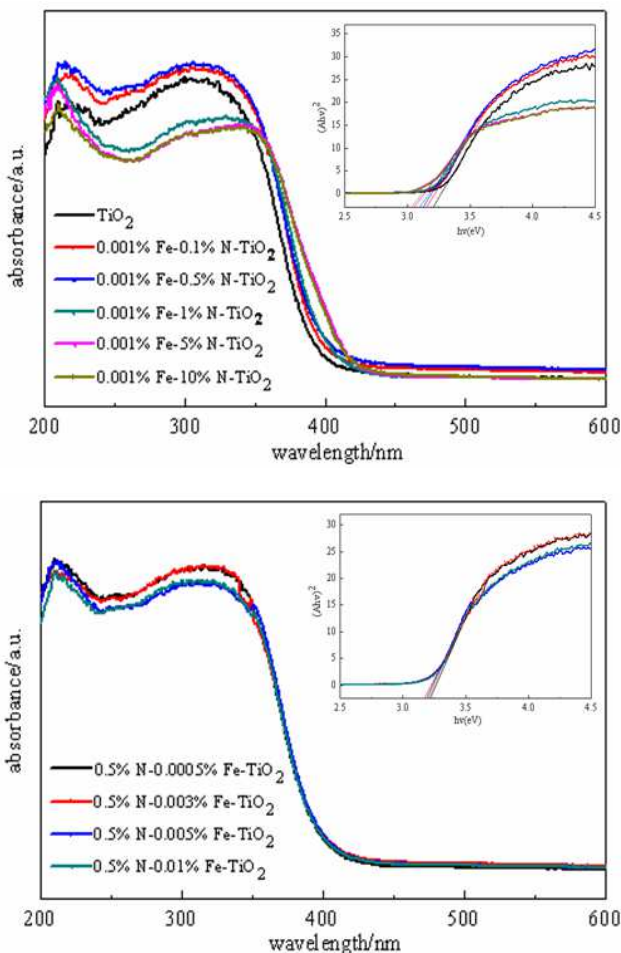 absorbance/a.u.
TiO2
0.001% Fe-0.1% N-TiO2
0.001% Fe-0.5% N-TiO2
0.001% Fe-1% N-TiO2
0.001% Fe-5% N-TiO2
0.001% Fe-10% N-TiO2
200 300 400 500 600
wavelength/nm
(Ahv)2
35
30
25
20
15
10
5
0
2.5 3.0 3.5 4.0 4.5
hv(eV)
absorbance/a.u.
0.5% N-0.0005% Fe-TiO2
0.5% N-0.003% Fe-TiO2
0.5% N-0.005% Fe-TiO2
0.5% N-0.01% Fe-TiO2
200 300 400 500 600
wavelength/nm
(Ahv)2
30
25
20
15
10
5
0
2.5 3.0 3.5 4.0 4.5
hv(eV)